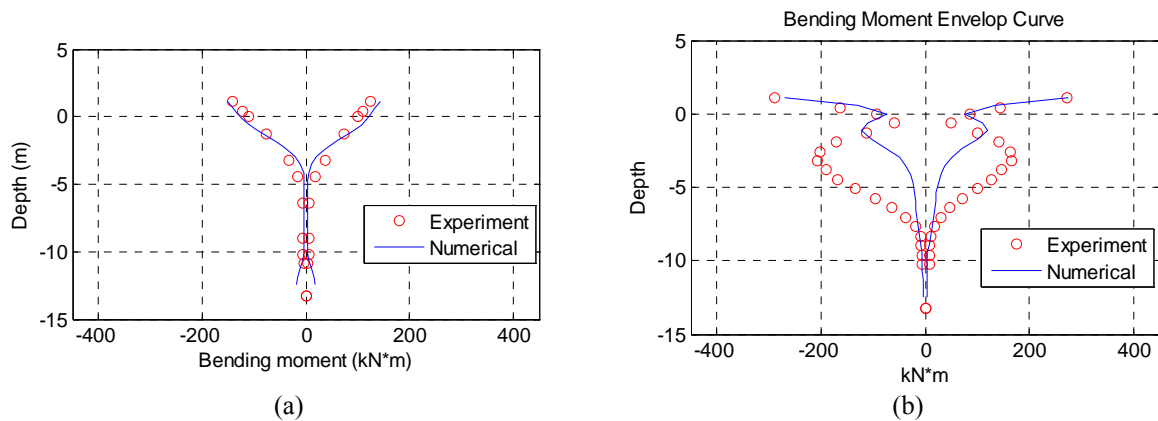 5
0
-5
-10
-15
Depth (m)
-400
-200
0
200
400
Bending moment (kN*m)
Experiment
Numerical
(a)
Bending Moment Envelop Curve
5
0
-5
-10
-15
Depth
-400
-200
0
200
400
kN*m
Experiment
Numerical
(b)